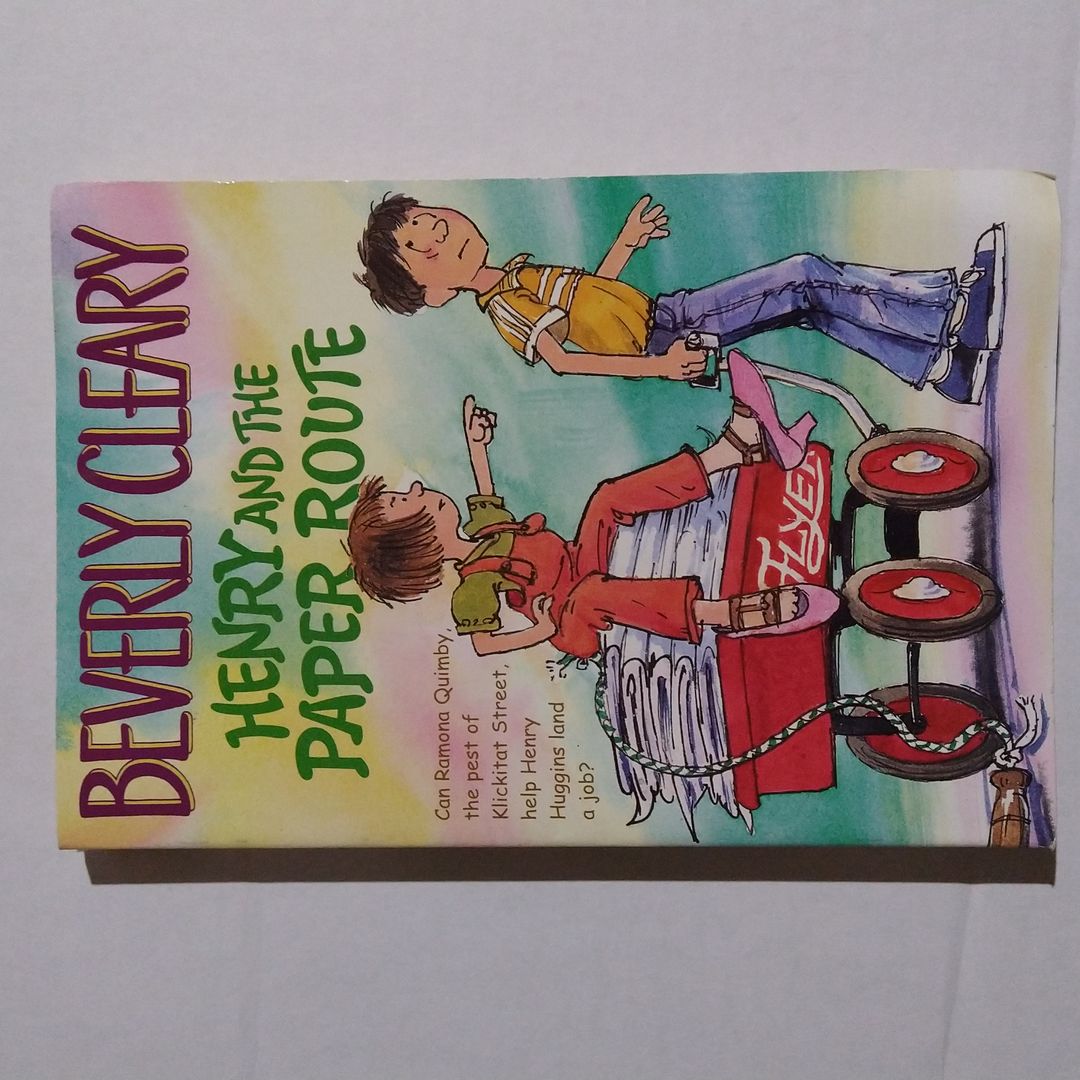 BEVERLY CLEARY
HENRY AND THE
PAPER ROUTE
Can Ramona Quimby,
the pest of
Klickitat Street,
help Henry
Huggins land
a job?
FLYER